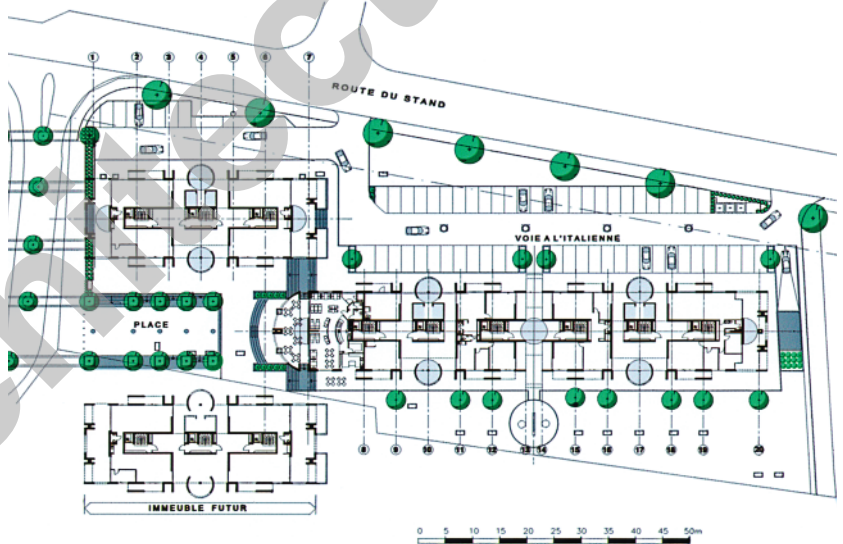 1 2 3 4 5 6 7
ROUTE DU STAND
VOIE A L'ITALIENNE
PLACE
8 9 10 11 12 13 14 15 16 17 18 19 20
IMMEUBLE FUTUR
0 5 10 15 20 25 30 35 40 45 50m